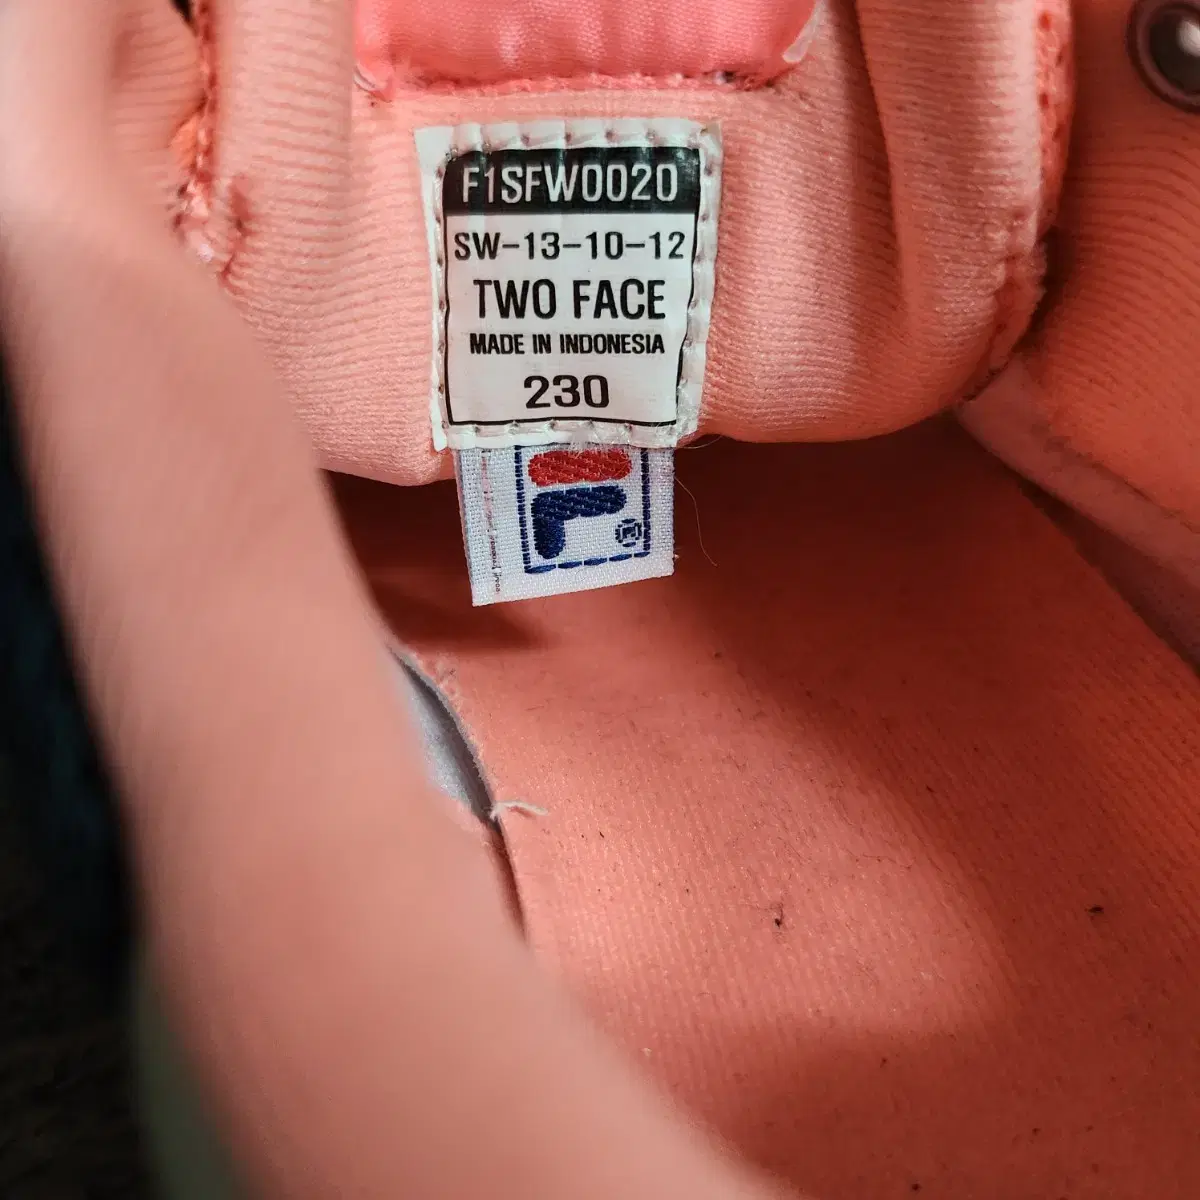 F1SFW0020
SW-13-10-12
TWO FACE
MADE IN INDONESIA
230
F
®